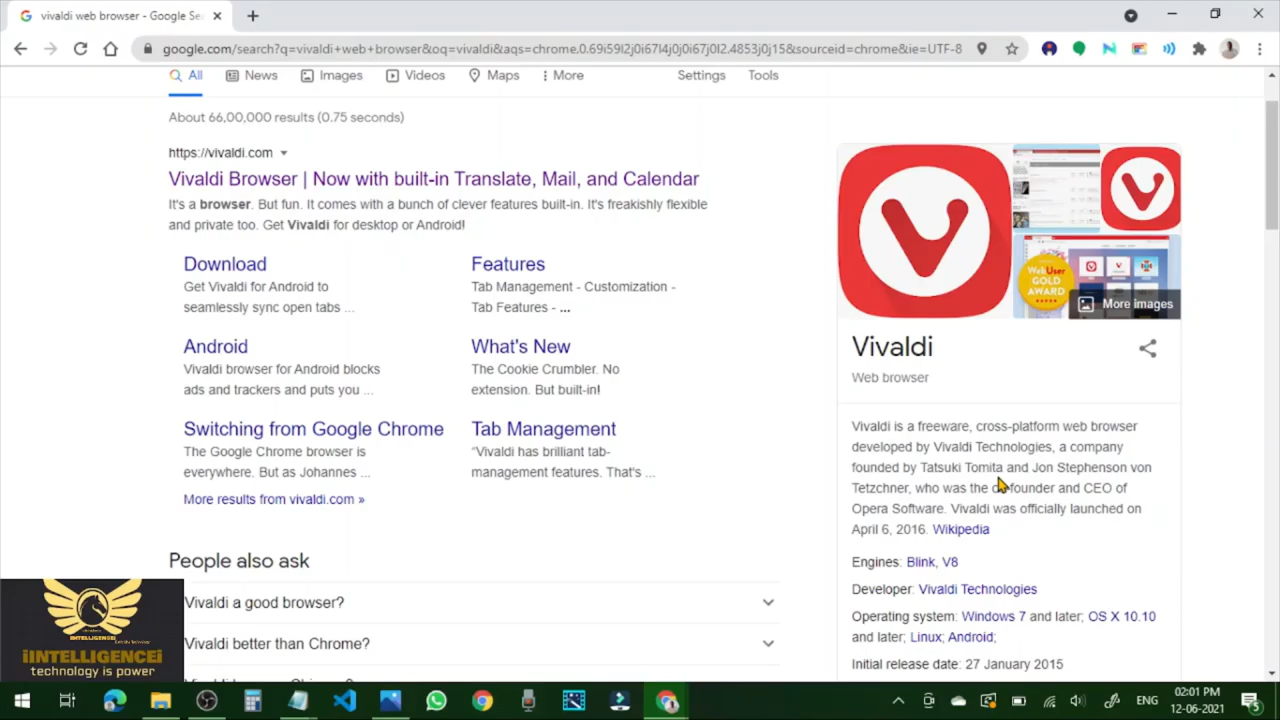 vivaldi web browser - Google Se
google.com/search?q=vivaldi+web+browser&oq=vivaldi&aqs=chrome.0.69i59l2j0i67l4j0j0i67j0l2.4853j0j15&sourceid=chrome&ie=UTF-8
All
News
Images
Videos
Maps
More
Settings
Tools
About 66,00,000 results (0.75 seconds)
https://vivaldi.com
Vivaldi Browser | Now with built-in Translate, Mail, and Calendar
It's a browser. But fun. It comes with a bunch of clever features built-in. It's freakishly flexible
and private too. Get Vivaldi for desktop or Android!
Download
Get Vivaldi for Android to
seamlessly sync open tabs ...
Features
Tab Management - Customization -
Tab Features - ...
Android
Vivaldi browser for Android blocks
ads and trackers and puts you ...
What's New
The Cookie Crumbler. No
extension. But built-in!
Switching from Google Chrome
The Google Chrome browser is
everywhere. But as Johannes ...
Tab Management
“Vivaldi has brilliant tab-
management features. That's ...
More results from vivaldi.com »
People also ask
Vivaldi a good browser?
Vivaldi better than Chrome?
WebUser
GOLD
AWARD
More images
Vivaldi
Web browser
Vivaldi is a freeware, cross-platform web browser
developed by Vivaldi Technologies, a company
founded by Tatsuki Tomita and Jon Stephenson von
Tetzchner, who was the co-founder and CEO of
Opera Software. Vivaldi was officially launched on
April 6, 2016. Wikipedia
Engines: Blink, V8
Developer: Vivaldi Technologies
Operating system: Windows 7 and later; OS X 10.10
and later; Linux; Android;
Initial release date: 27 January 2015
iINTELLIGENCEi
iINTELLIGENCEi
technology is power
ENG
02:01 PM
12-06-2021
5